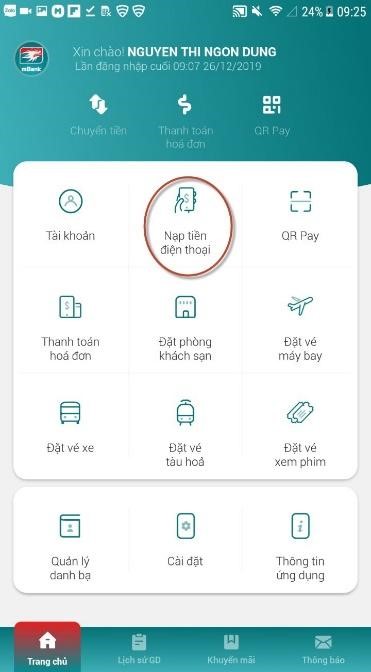 Zalo
24%
09:25
mBank
Xin chào! NGUYEN THI NGON DUNG
Lần đăng nhập cuối 09:07 26/12/2019
Chuyển tiền
Thanh toán
hoá đơn
QR Pay
Tài khoản
Nạp tiền
điện thoại
QR Pay
Thanh toán
hoá đơn
Đặt phòng
khách sạn
Đặt vé
máy bay
Đặt vé xe
Đặt vé
tàu hoả
Đặt vé
xem phim
Quản lý
danh bạ
Cài đặt
Thông tin
ứng dụng
Trang chủ
Lịch sử GD
Khuyến mãi
Thông báo